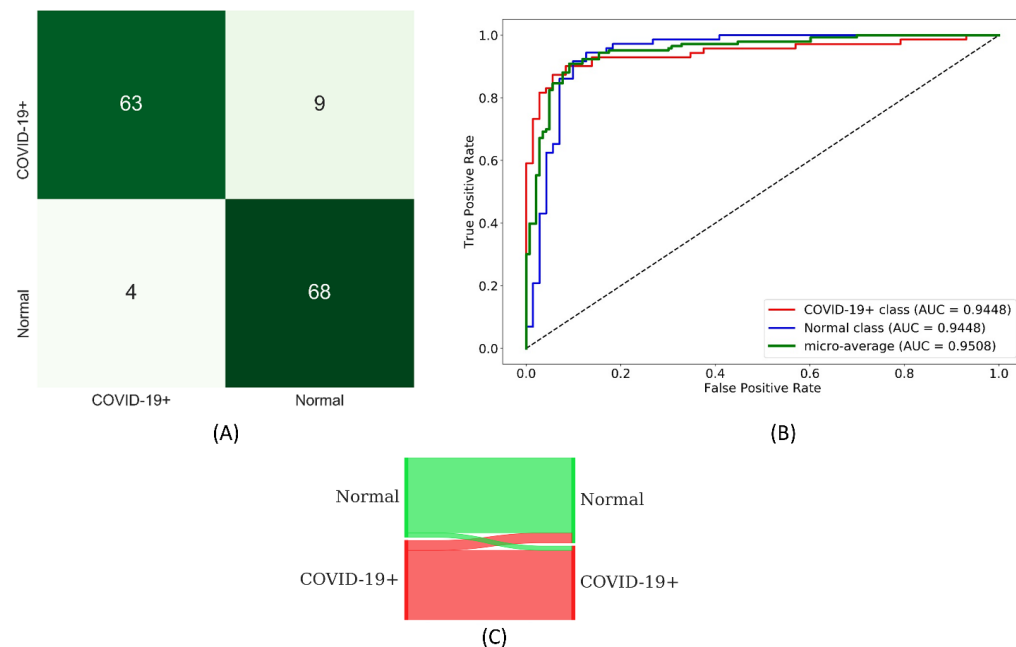 COVID-19+
63
9
Normal
4
68
COVID-19+
Normal
(A)
True Positive Rate
1.0
0.8
0.6
0.4
0.2
0.0
COVID-19+ class (AUC = 0.9448)
Normal class (AUC = 0.9448)
micro-average (AUC = 0.9508)
0.0
0.2
0.4
0.6
0.8
1.0
False Positive Rate
(B)
Normal
Normal
COVID-19+
COVID-19+
(C)